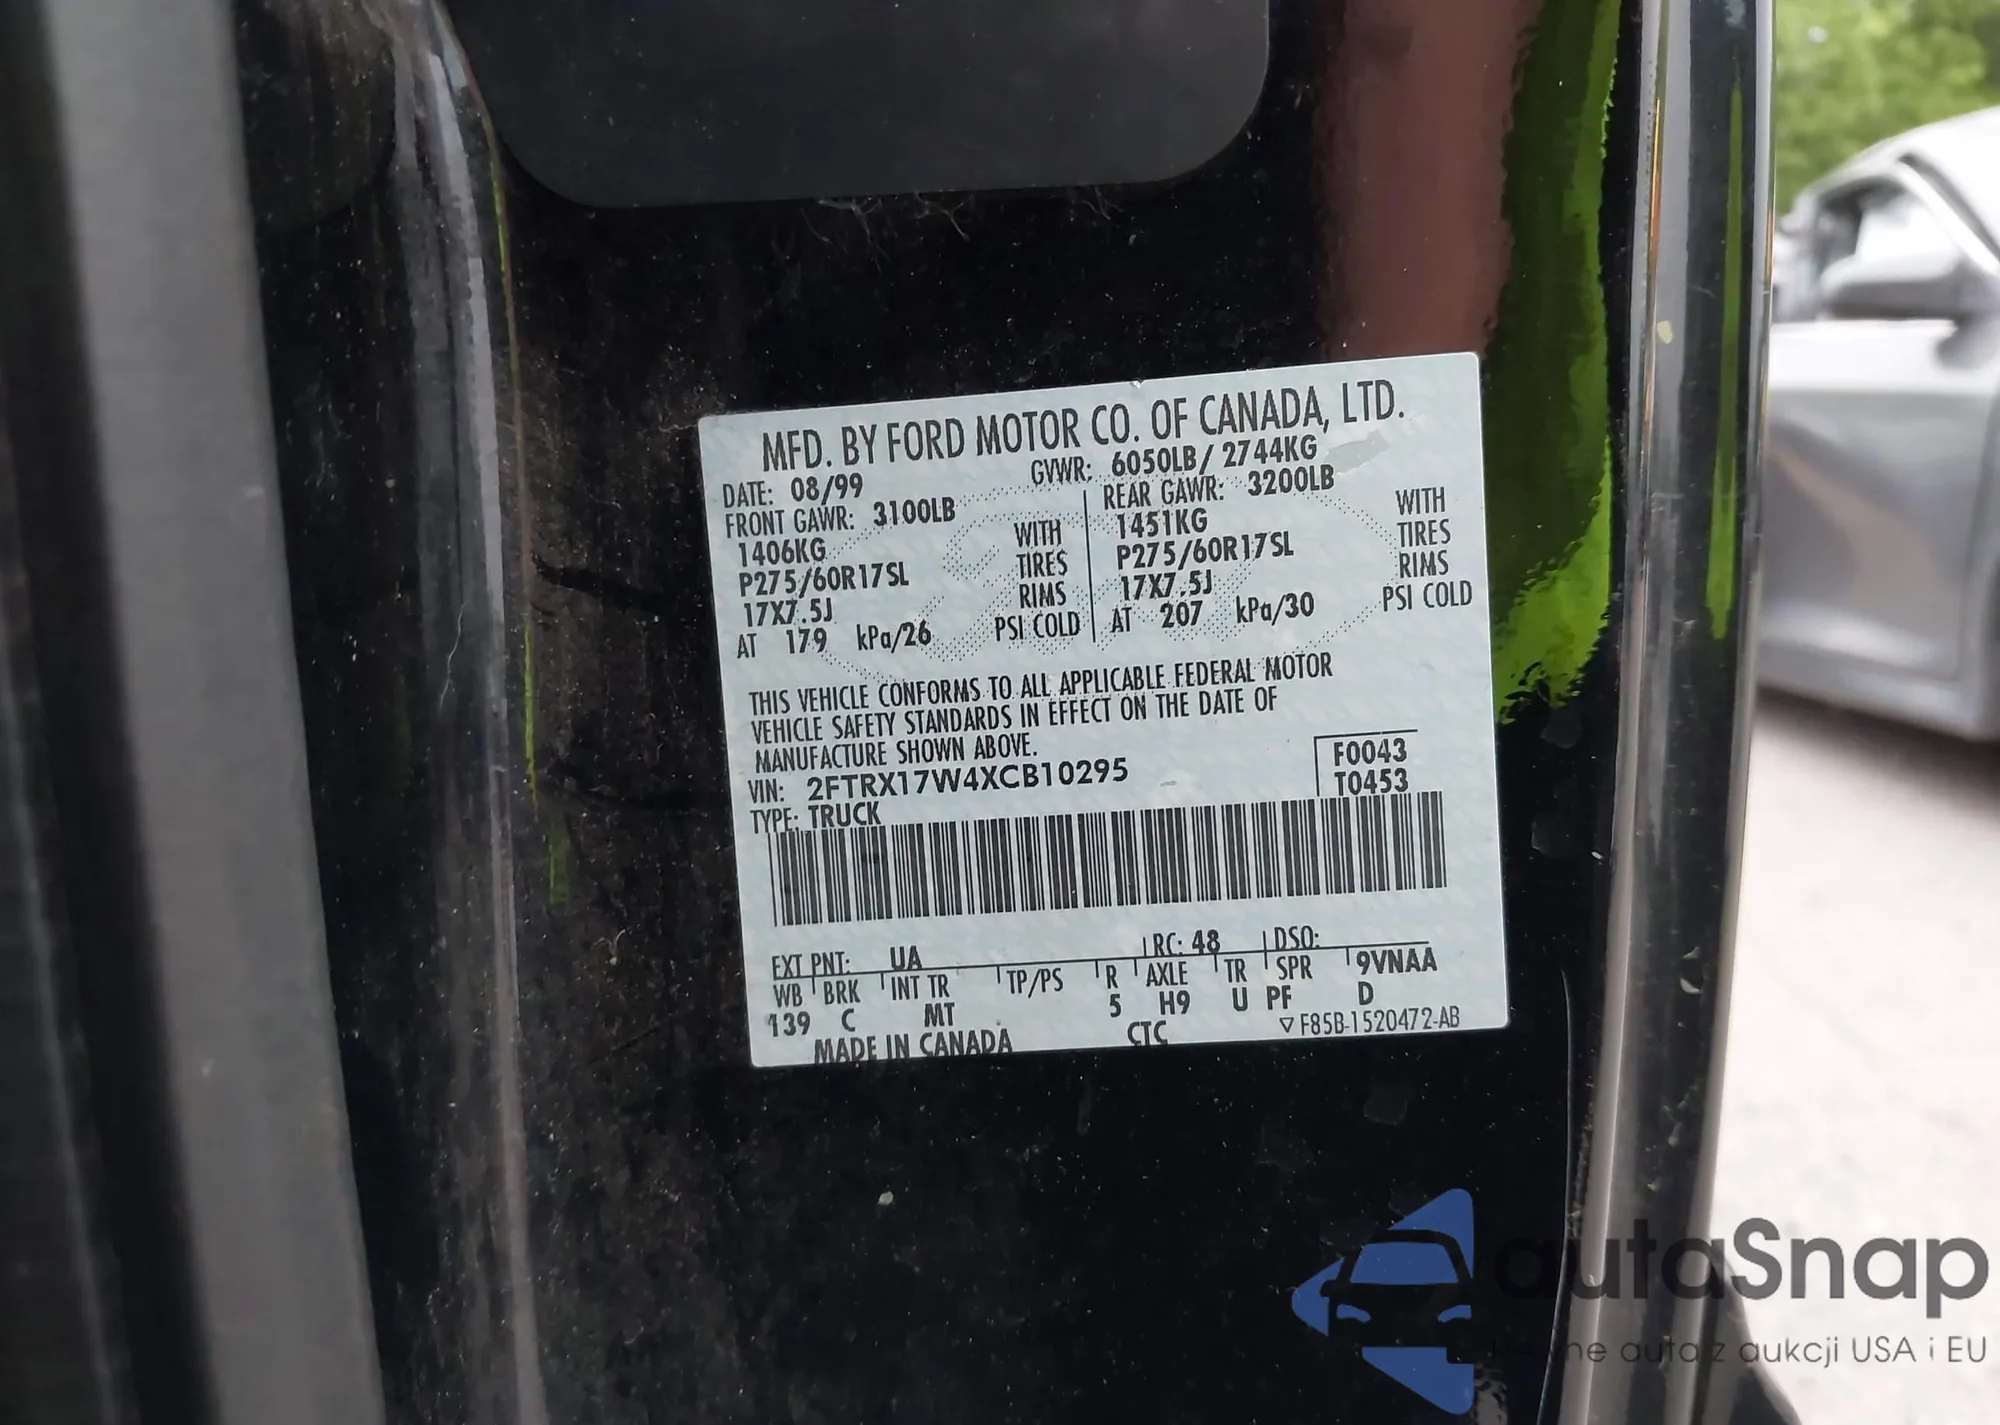 MFD. BY FORD MOTOR CO. OF CANADA, LTD.
DATE: 08/99 GVWR: 6050LB/ 2744KG
FRONT GAWR: 3100LB REAR GAWR: 3200LB
1406KG WITH 1451KG WITH
P275/60R17SL TIRES P275/60R17SL TIRES
17X7.5J RIMS 17X7.5J RIMS
AT 179 kPa/26 PSI COLD AT 207 kPa/30 PSI COLD
THIS VEHICLE CONFORMS TO ALL APPLICABLE FEDERAL MOTOR
VEHICLE SAFETY STANDARDS IN EFFECT ON THE DATE OF
MANUFACTURE SHOWN ABOVE.
VIN: 2FTRX17W4XCB10295 F0043
TYPE: TRUCK T0453
EXT PNT: UA RC: 48 DSO:
WB BRK INT TR TP/PS R AXLE TR SPR 9VNAA
139 C MT 5 H9 U PF D
MADE IN CANADA CTC F85B-1520472-AB
autaSnap
ne auta z aukcji USA i EU